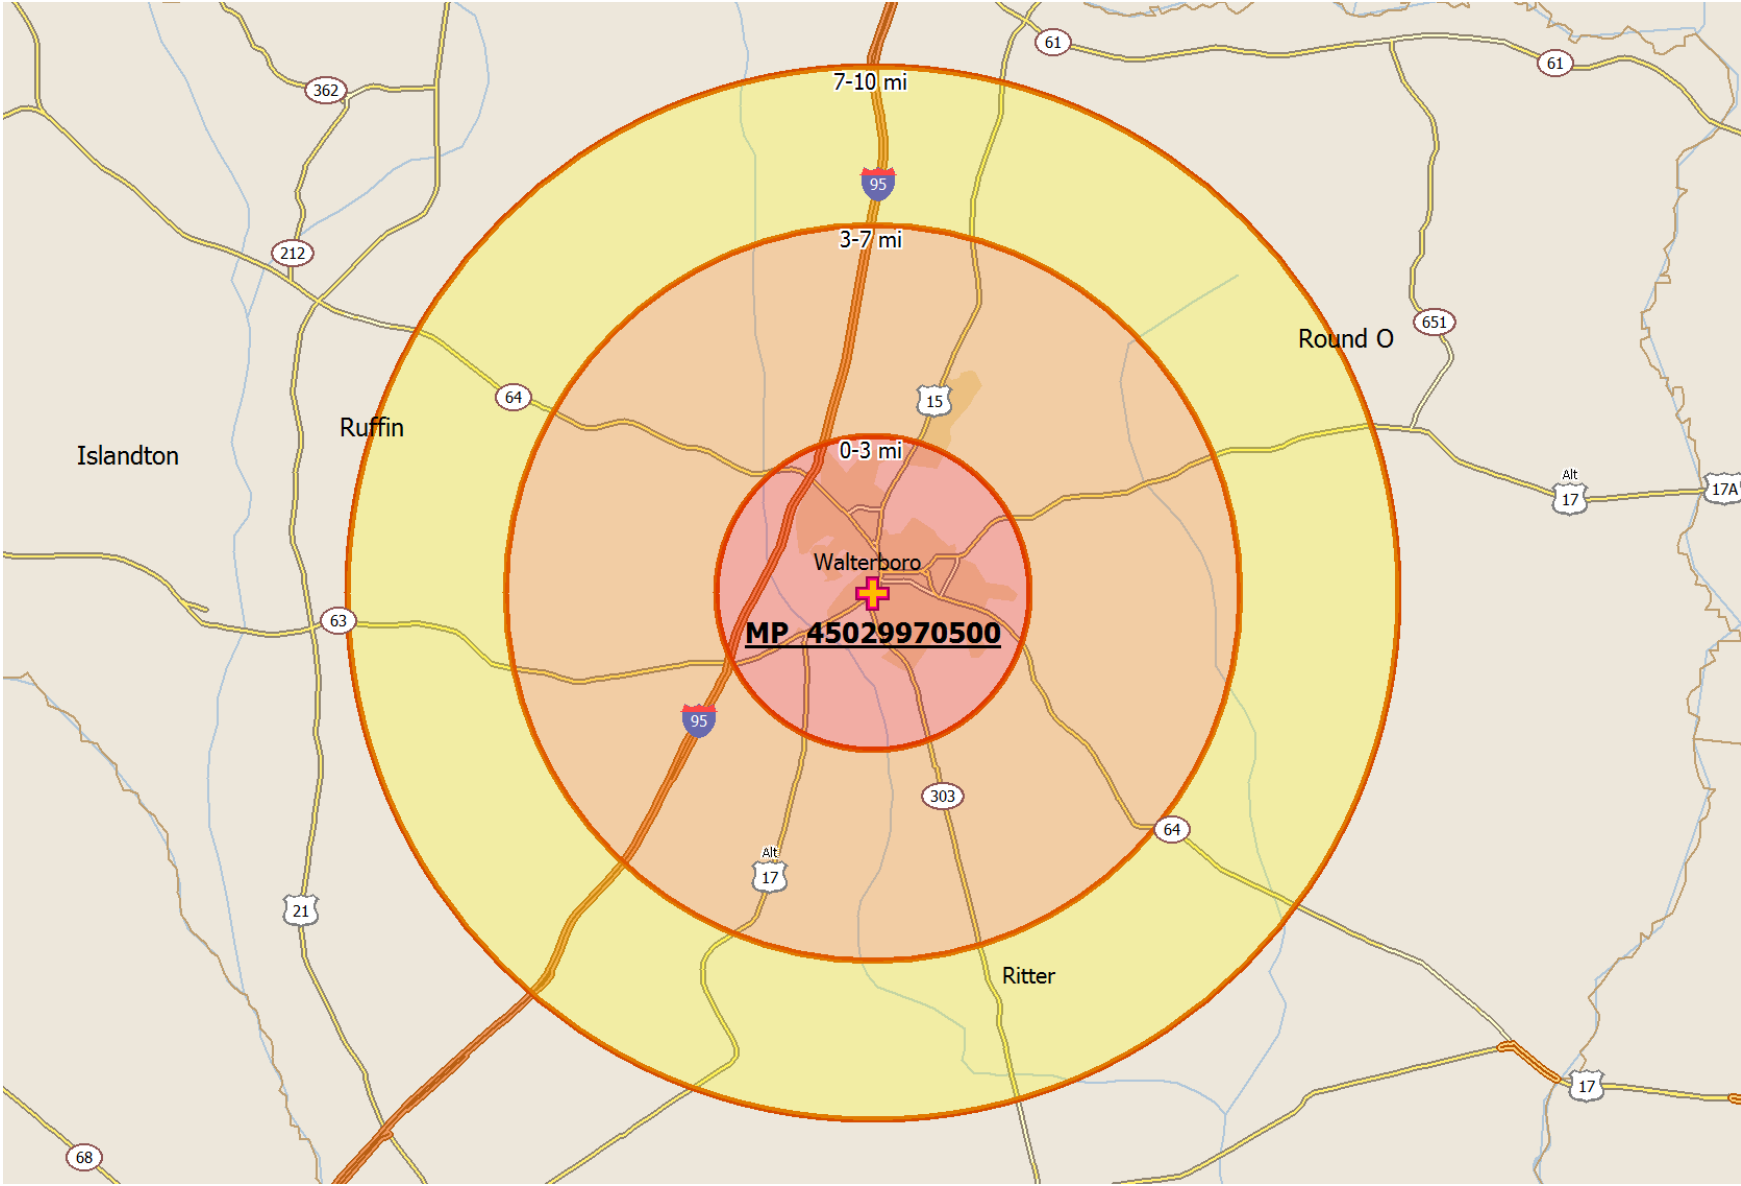 61
61
7-10 mi
362
95
3-7 mi
212
651
Round O
64
15
Ruffin
0-3 mi
Islandton
Alt
17
17A
Walterboro
63
MP 45029970500
95
303
64
Alt
17
21
Ritter
17
68